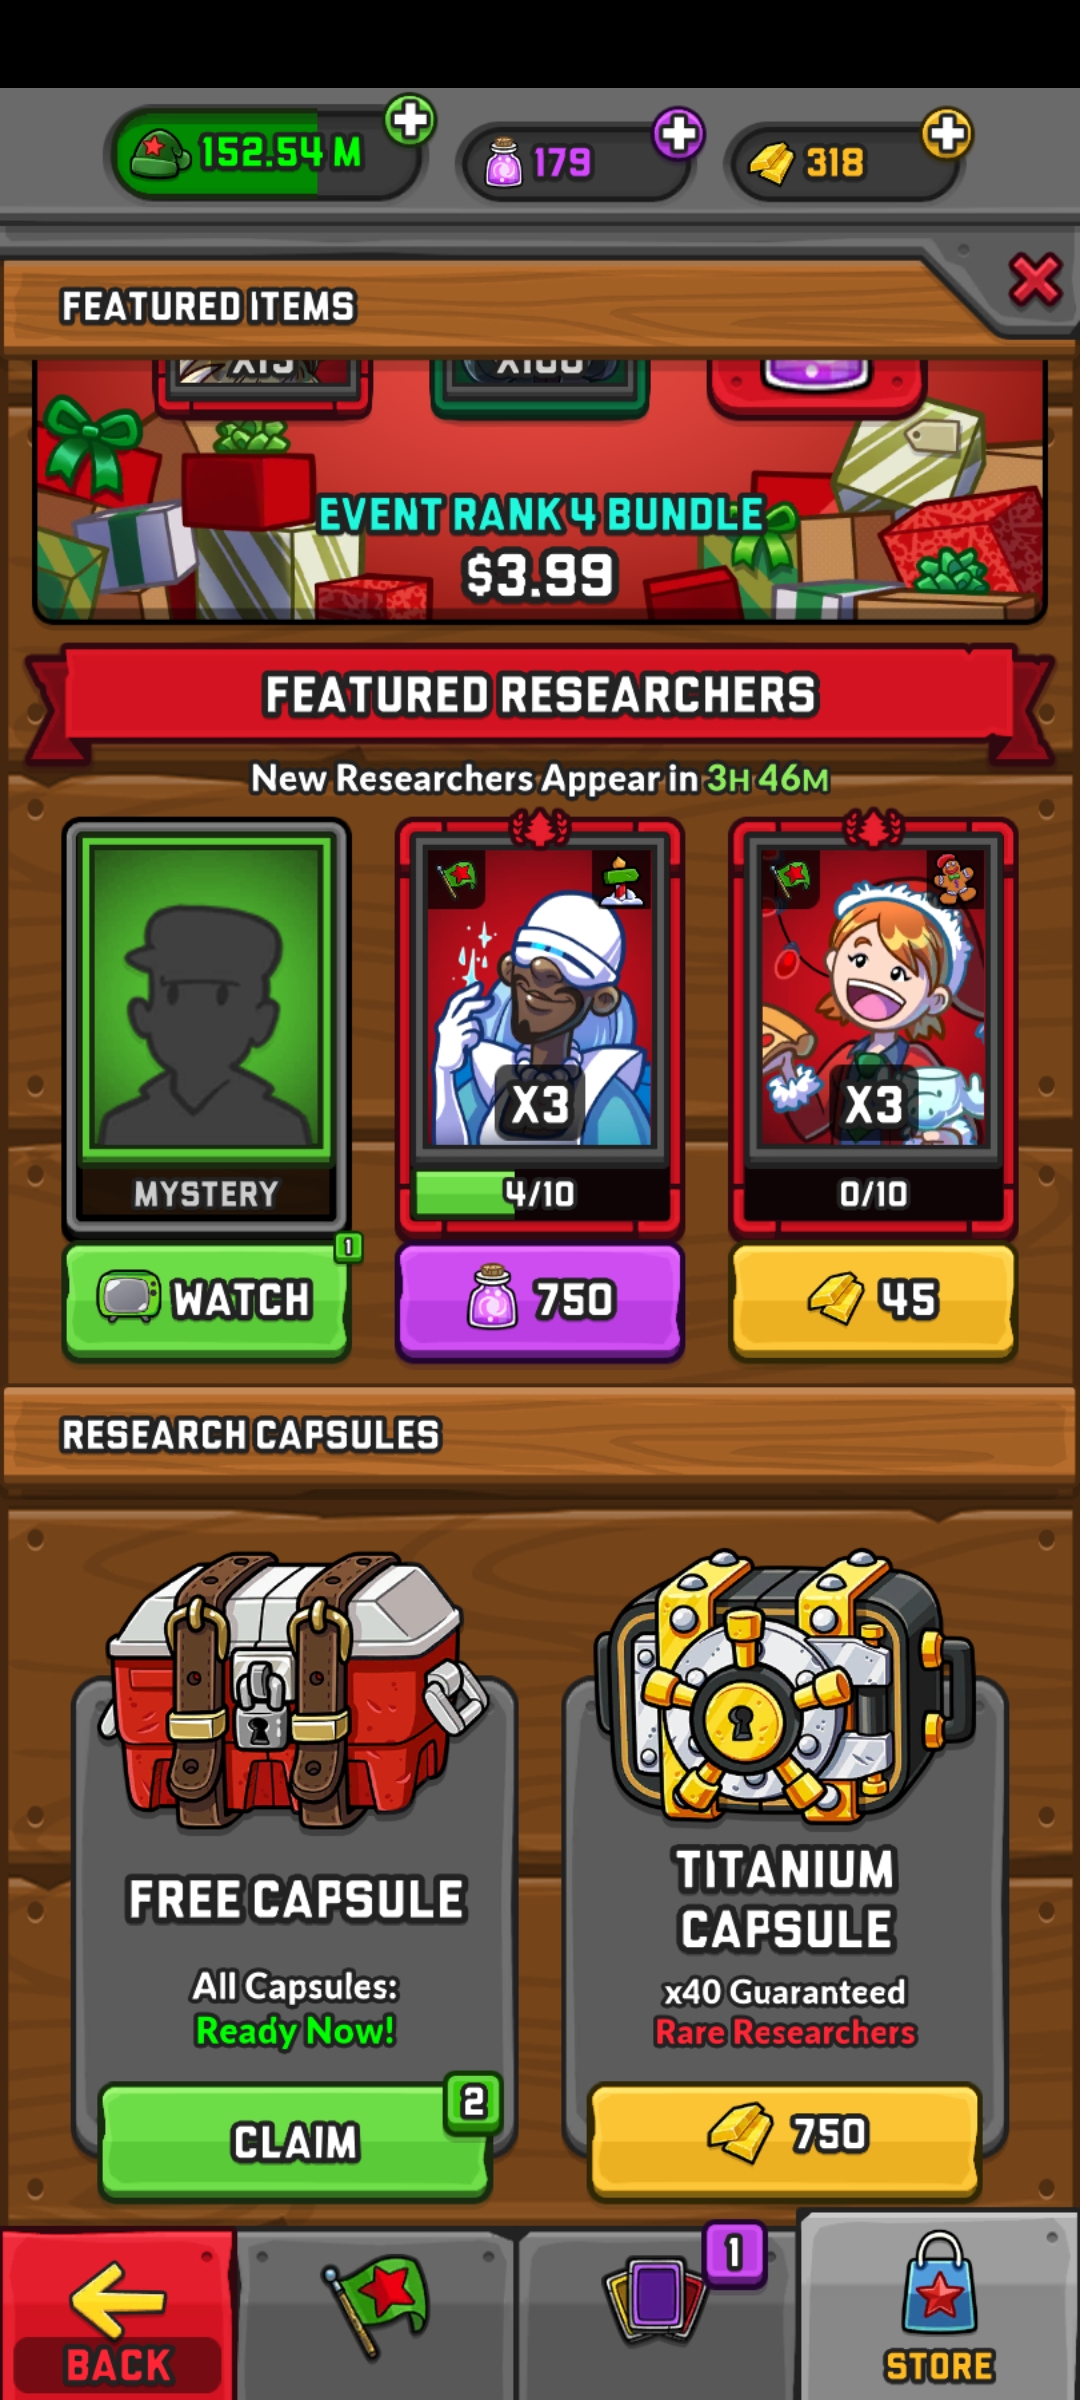 152.54 M
179
318
FEATURED ITEMS
X15
X100
EVENT RANK 4 BUNDLE
$3.99
FEATURED RESEARCHERS
New Researchers Appear in 3H 46M
X3
X3
MYSTERY
4/10
0/10
1
WATCH
750
45
RESEARCH CAPSULES
FREE CAPSULE
All Capsules:
Ready Now!
2
CLAIM
TITANIUM
CAPSULE
x40 Guaranteed
Rare Researchers
750
BACK
1
STORE